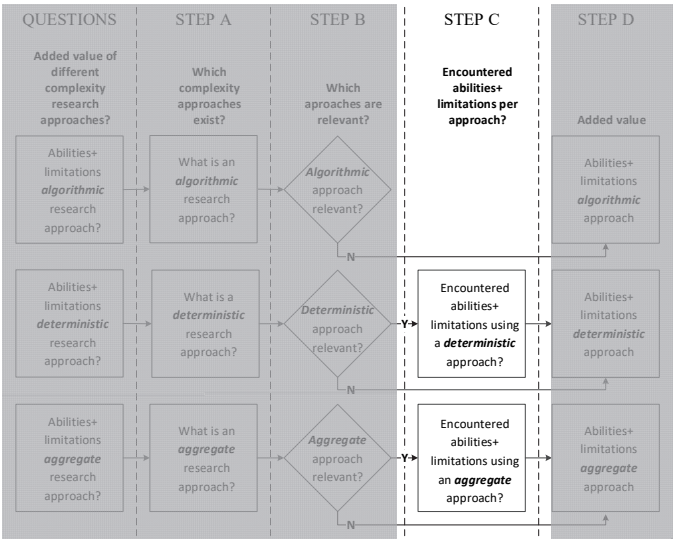 QUESTIONS
STEP A
STEP B
STEP C
STEP D
Added value of
different
complexity
research
approaches?
Which
complexity
approaches
exist?
Which
aproaches are
relevant?
Encountered
abilities+
limitations per
approach?
Added value
Abilities+
limitations
algorithmic
research
approach?
What is an
algorithmic
research
approach?
Algorithmic
approach
relevant?
N
Abilities+
limitations
algorithmic
approach
Abilities+
limitations
deterministic
research
approach?
What is a
deterministic
research
approach?
Deterministic
approach
relevant?
Y
N
Encountered
abilities+
limitations using
a deterministic
approach?
Abilities+
limitations
deterministic
approach
Abilities+
limitations
aggregate
research
approach?
What is an
aggregate
research
approach?
Aggregate
approach
relevant?
Y
N
Encountered
abilities+
limitations using
an aggregate
approach?
Abilities+
limitations
aggregate
approach